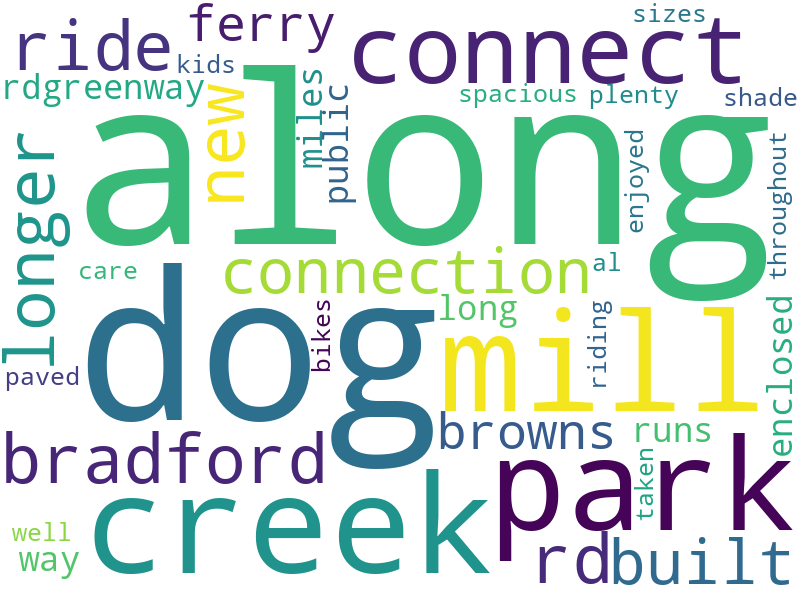 sizes
ferry
ride
connect
kids
rdgreenway
spacious
plenty
shade
new
miles
public
along
enjoyed
throughout
longer
care
connection
al
dog
bikes
long
riding
mill
enclosed
paved
browns
runs
bradford
park
taken
creek
well
way
rd
built